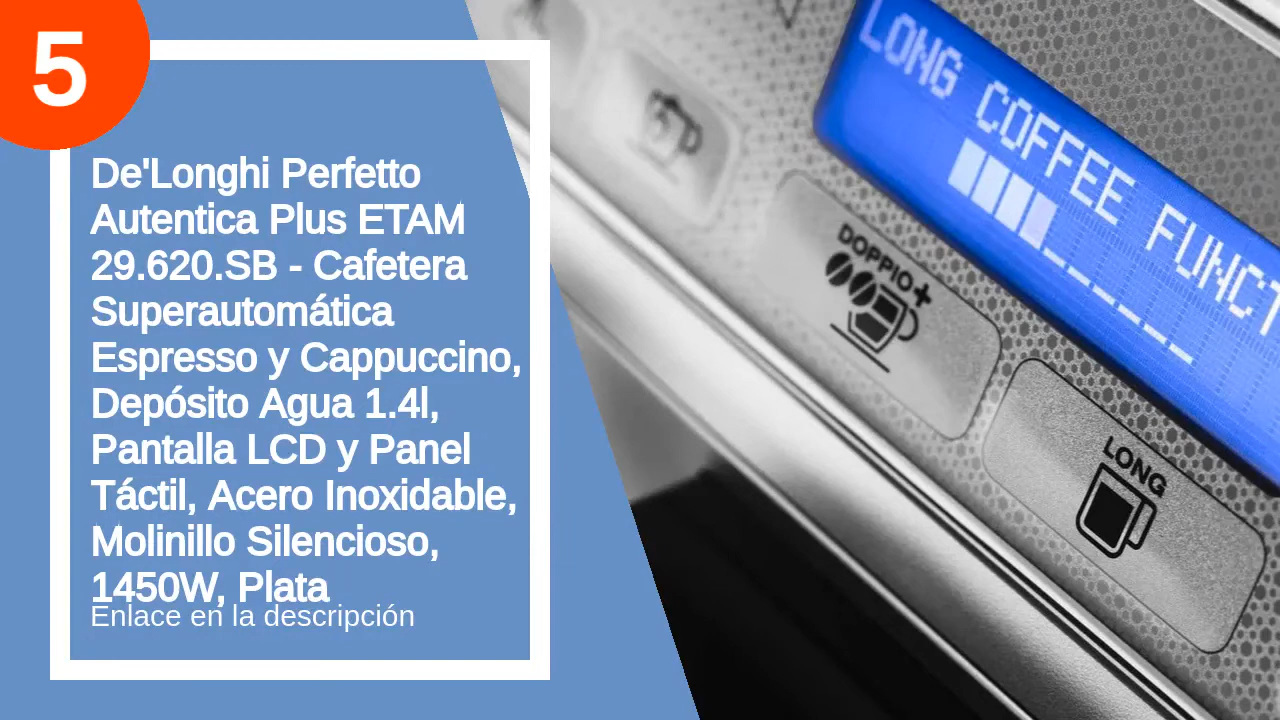 5
De'Longhi Perfetto
Autentica Plus ETAM
29.620.SB - Cafetera
Superautomática
Espresso y Cappuccino,
Depósito Agua 1.4l,
Pantalla LCD y Panel
Táctil, Acero Inoxidable,
Molinillo Silencioso,
1450W, Plata
Enlace en la descripción
LONG COFFEE FUNCT
DOPPIO+
LONG